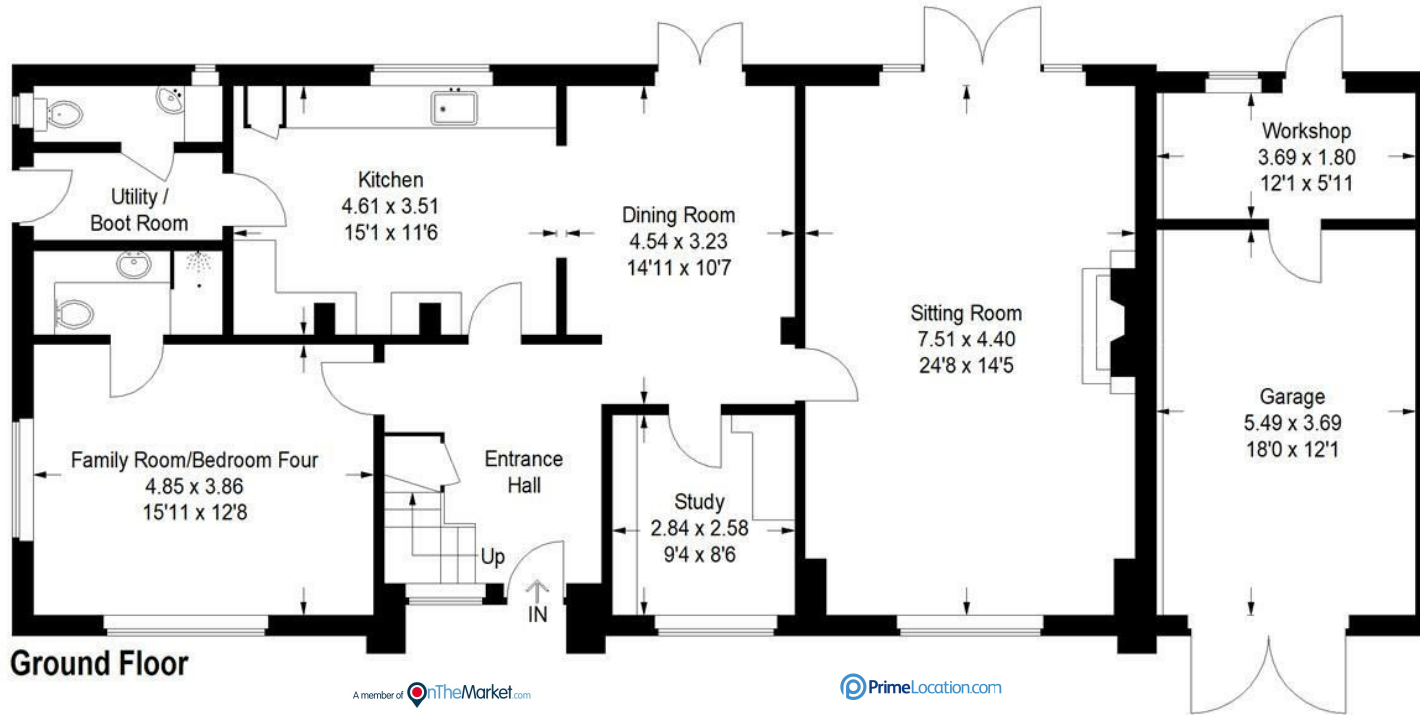 Utility /
Boot Room
Kitchen
4.61 x 3.51
15'1 x 11'6
Dining Room
4.54 x 3.23
14'11 x 10'7
Sitting Room
7.51 x 4.40
24'8 x 14'5
Workshop
3.69 x 1.80
12'1 x 5'11
Garage
5.49 x 3.69
18'0 x 12'1
Family Room/Bedroom Four
4.85 x 3.86
15'11 x 12'8
Entrance
Hall
Up
IN
Study
2.84 x 2.58
9'4 x 8'6
Ground Floor
A member of OnTheMarket.com
PrimeLocation.com